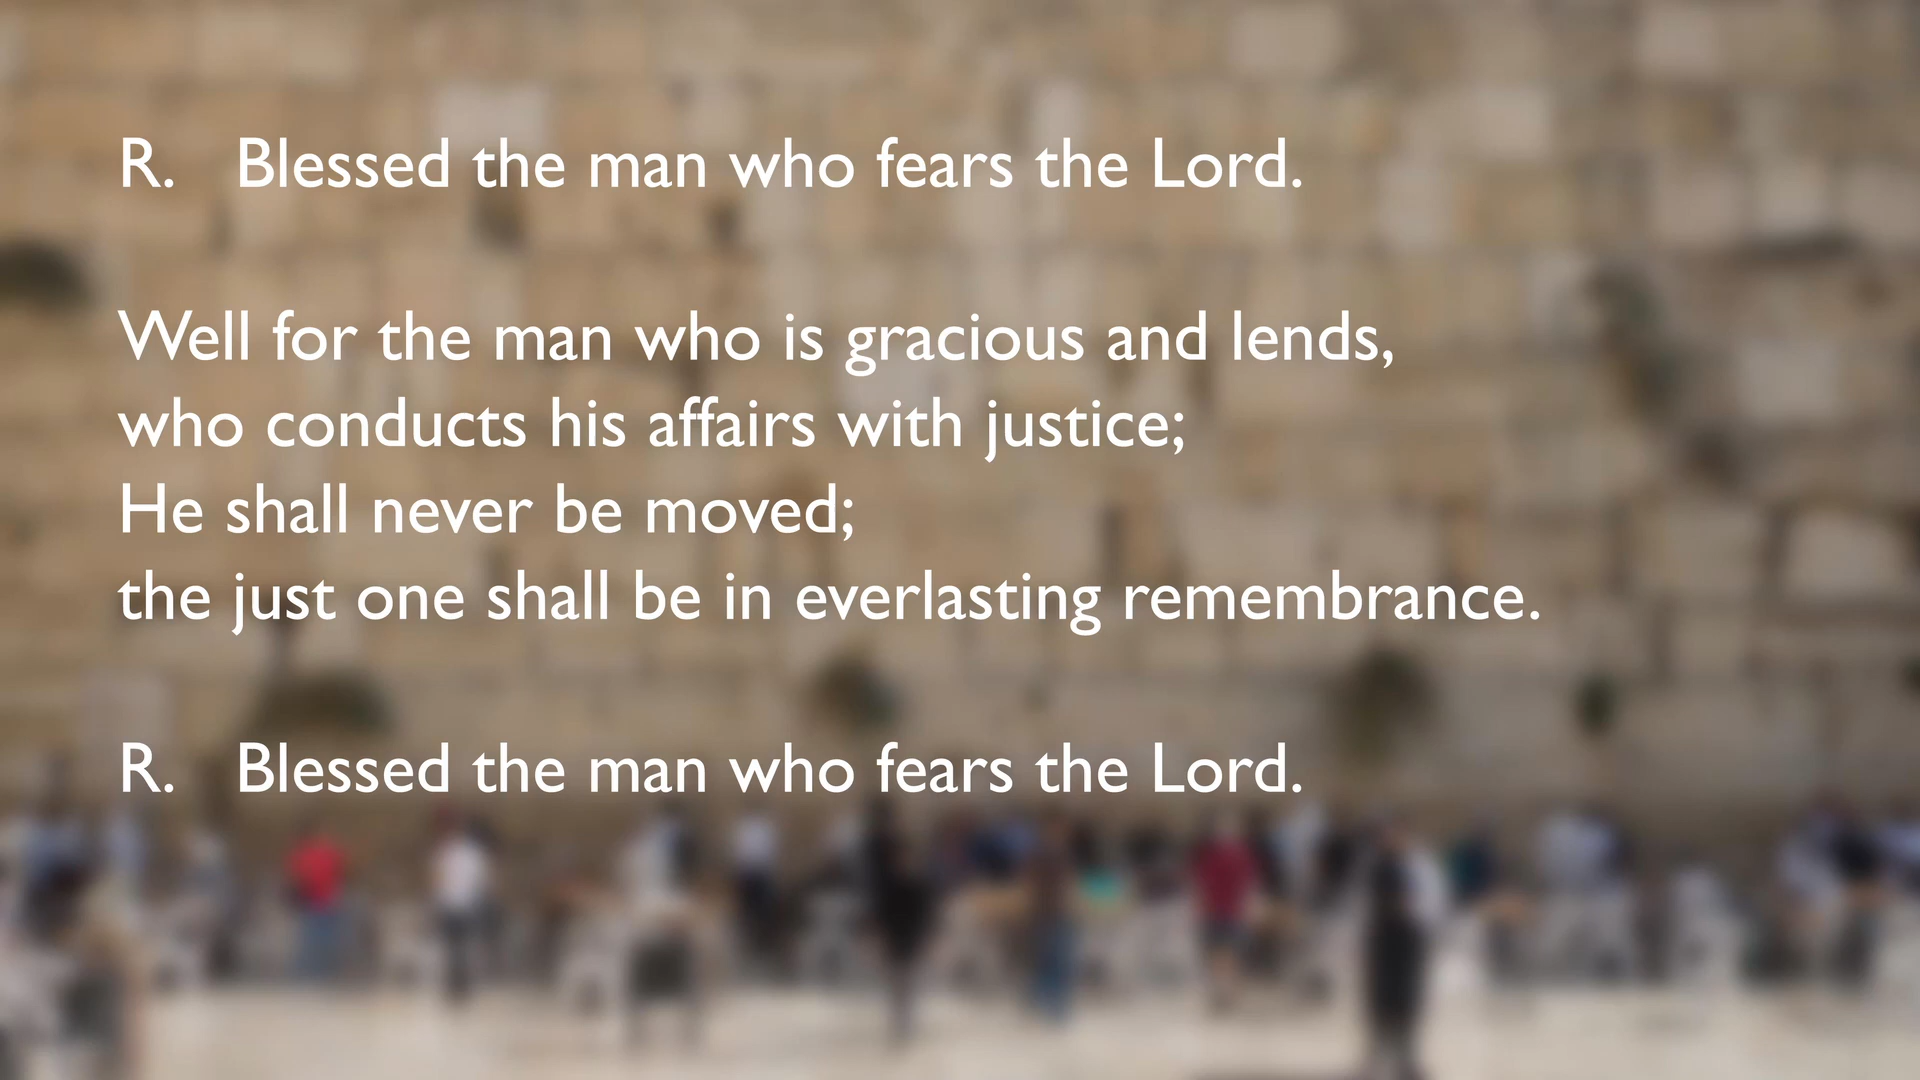 R. Blessed the man who fears the Lord.
Well for the man who is gracious and lends,
who conducts his affairs with justice;
He shall never be moved;
the just one shall be in everlasting remembrance.
R. Blessed the man who fears the Lord.